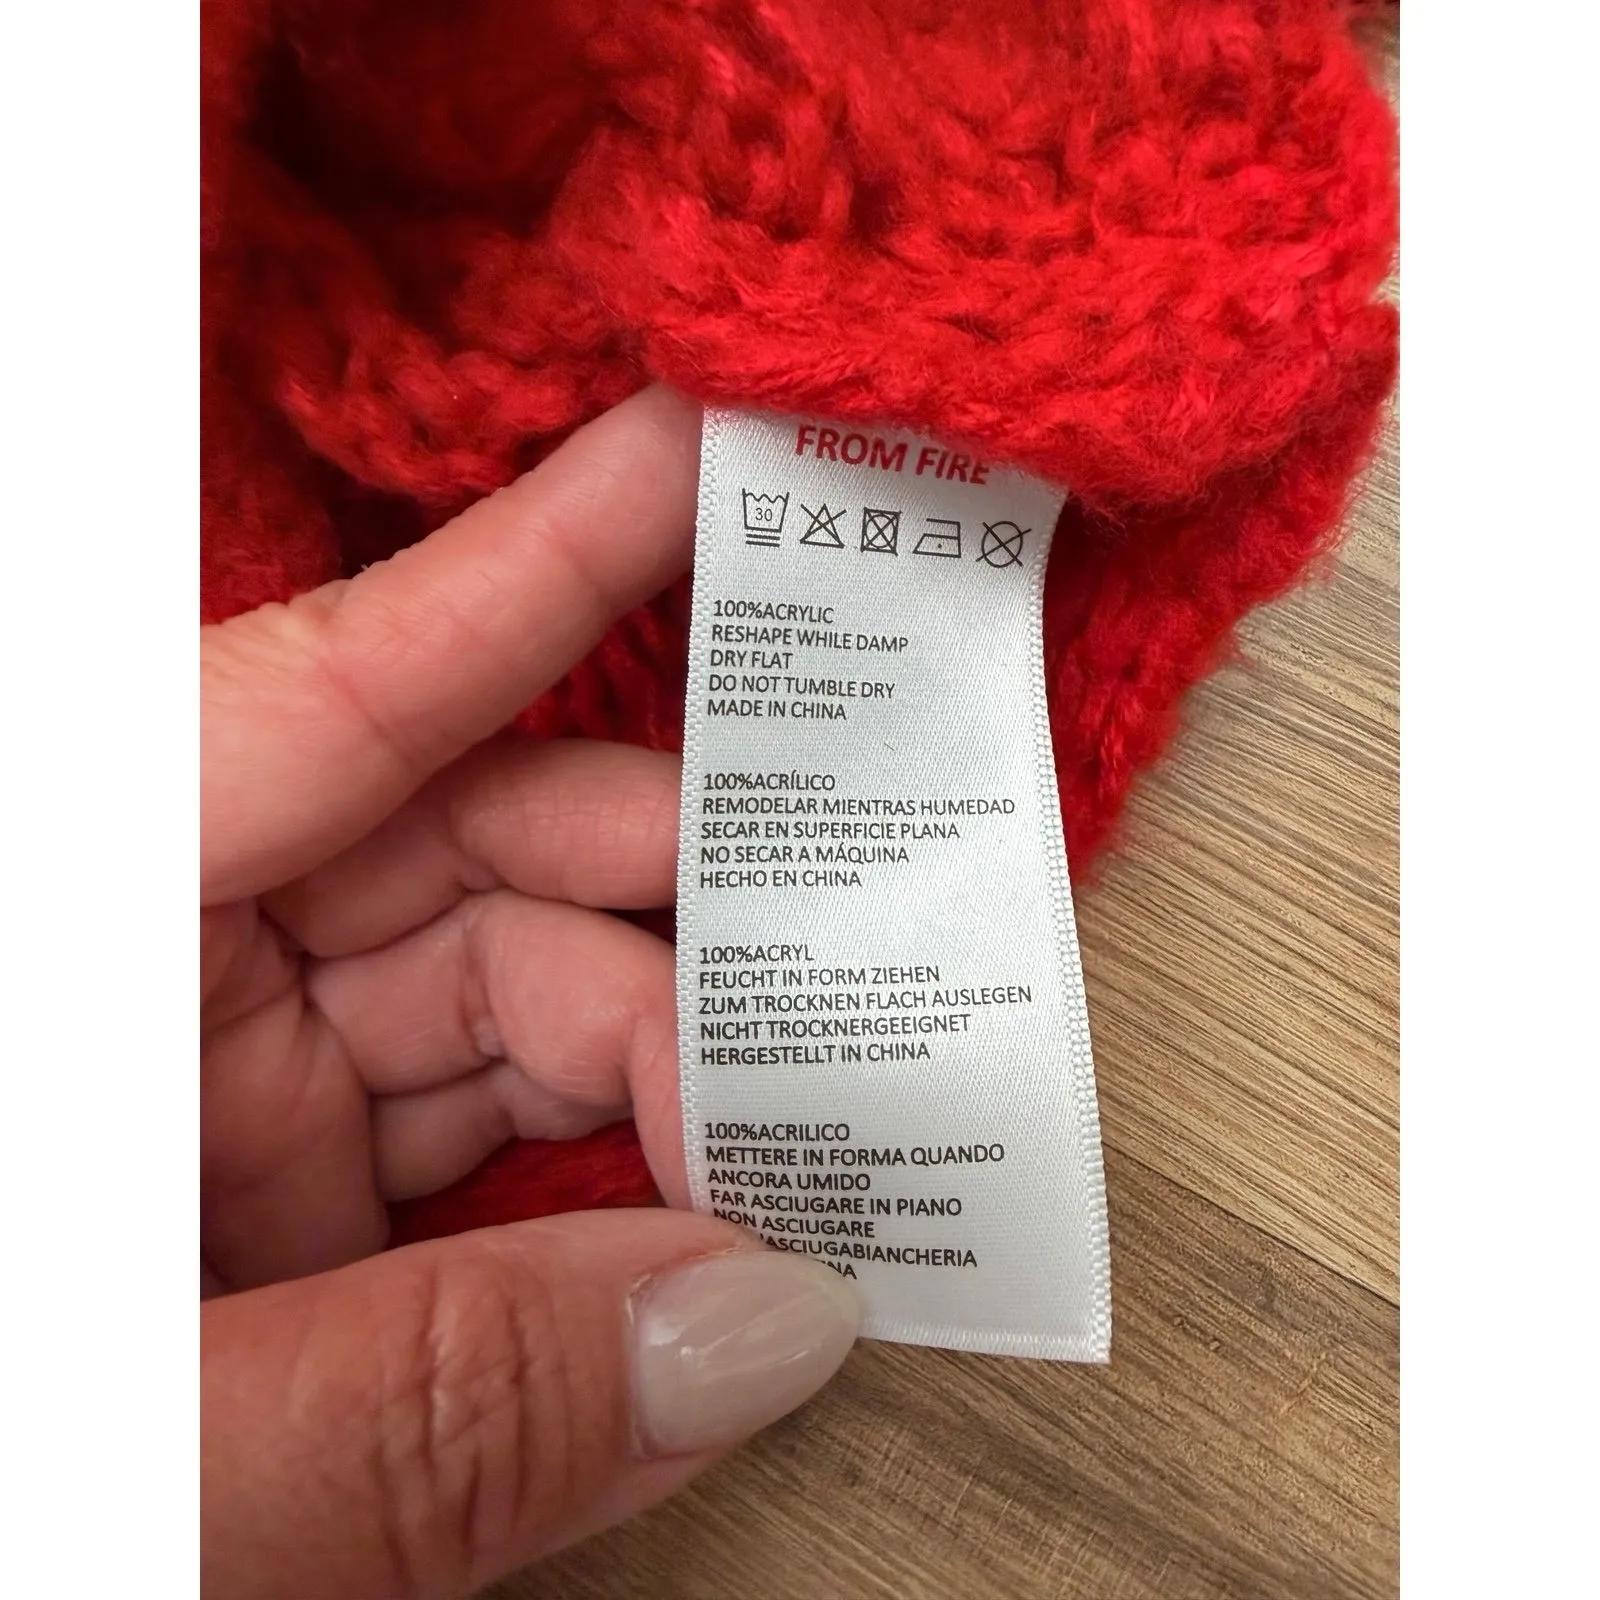 FROM FIRE
30
100%ACRYLIC
RESHAPE WHILE DAMP
DRY FLAT
DO NOT TUMBLE DRY
MADE IN CHINA
100%ACRÍLICO
REMODELAR MIENTRAS HUMEDAD
SECAR EN SUPERFICIE PLANA
NO SECAR A MÁQUINA
HECHO EN CHINA
100%ACRYL
FEUCHT IN FORM ZIEHEN
ZUM TROCKNEN FLACH AUSLEGEN
NICHT TROCKNERGEEIGNET
HERGESTELLT IN CHINA
100%ACRILICO
METTERE IN FORMA QUANDO
ANCORA UMIDO
FAR ASCIUGARE IN PIANO
NON ASCIUGARE
ASCIUGABIANCHERIA